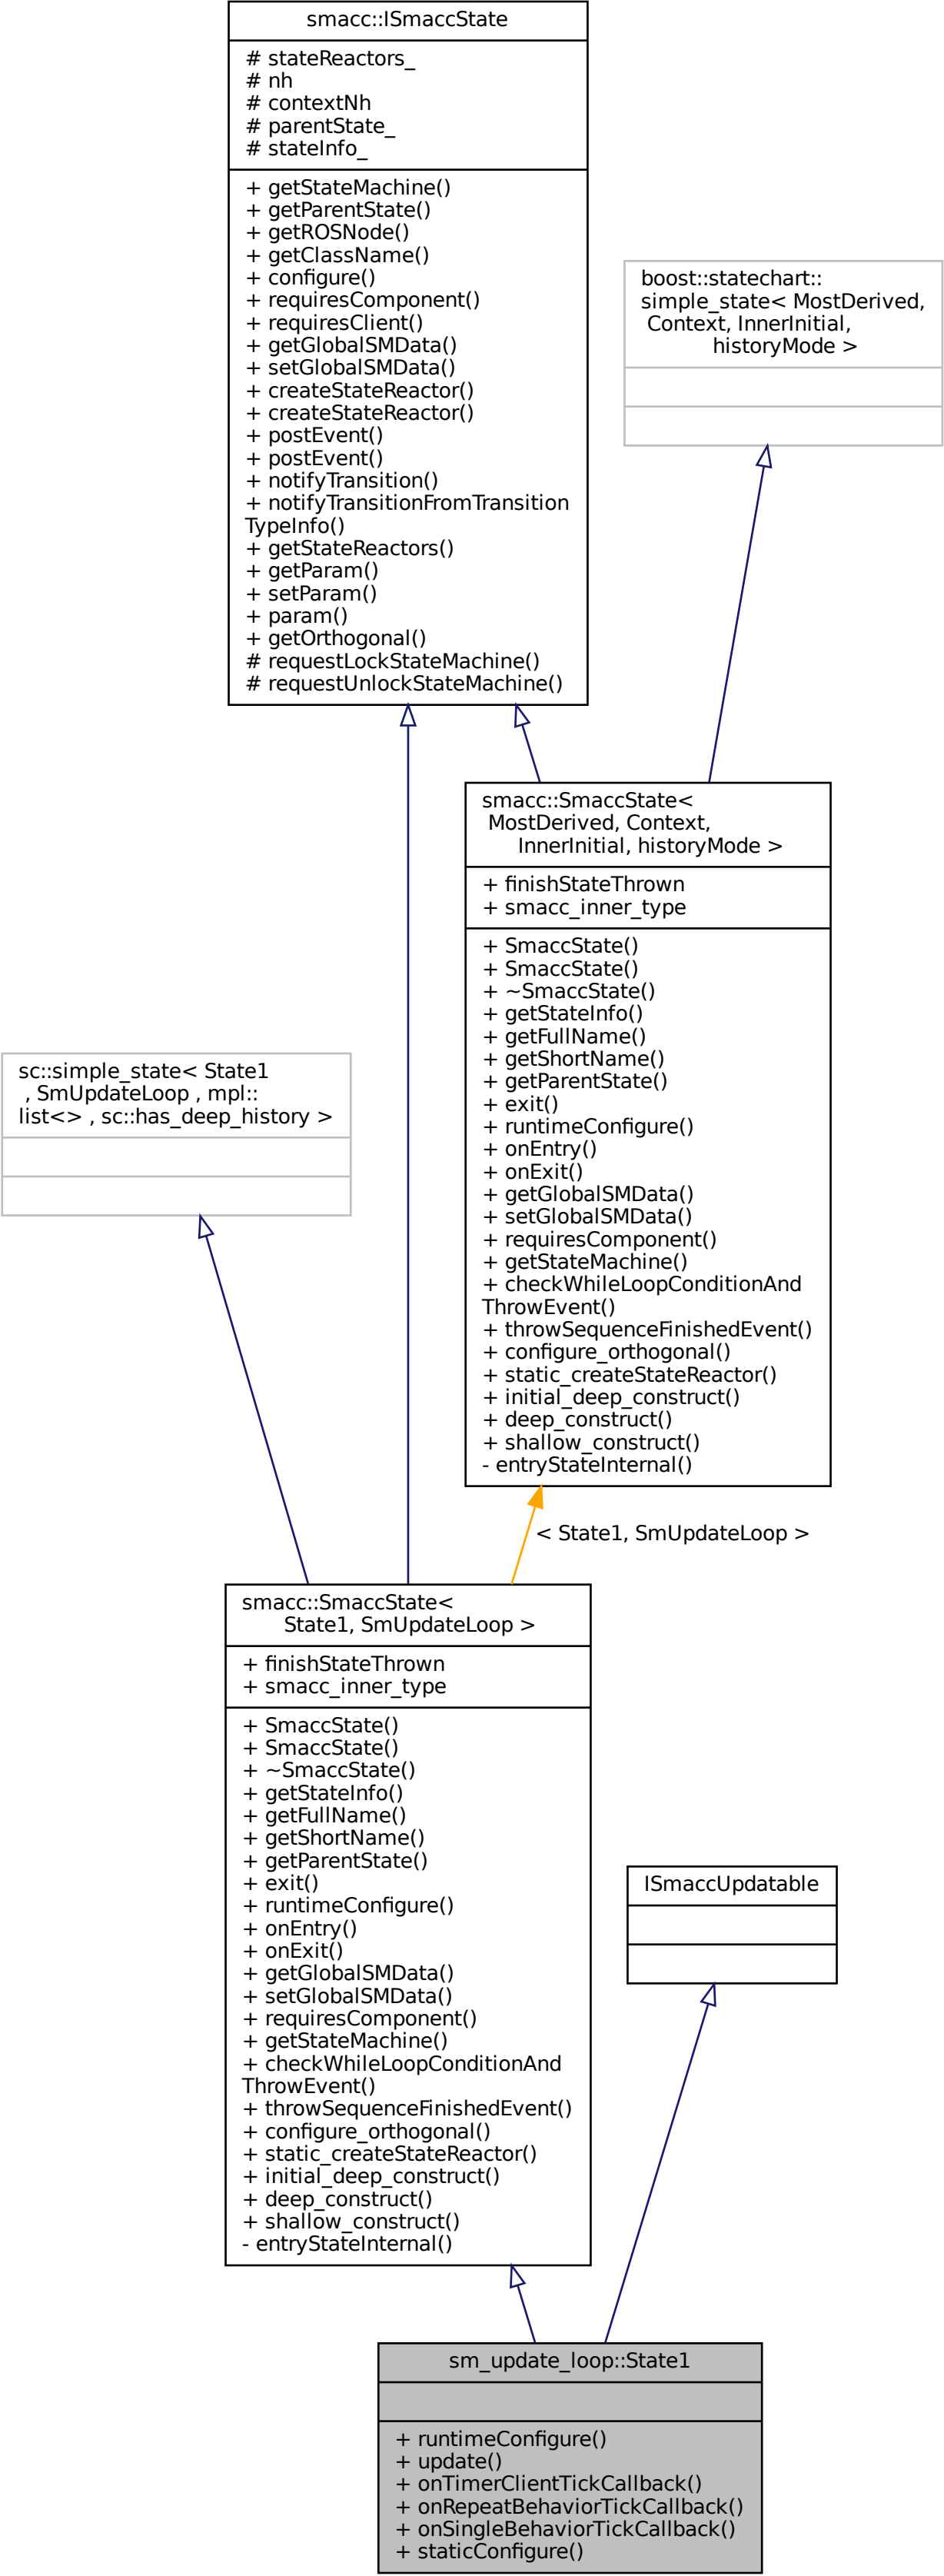 smacc::ISmaccState
# stateReactors_
# nh
# contextNh
# parentState_
# stateInfo_
+ getStateMachine()
+ getParentState()
+ getROSNode()
+ getClassName()
+ configure()
+ requiresComponent()
+ requiresClient()
+ getGlobalSMData()
+ setGlobalSMData()
+ createStateReactor()
+ createStateReactor()
+ postEvent()
+ postEvent()
+ notifyTransition()
+ notifyTransitionFromTransition
TypeInfo()
+ getStateReactors()
+ getParam()
+ setParam()
+ param()
+ getOrthogonal()
# requestLockStateMachine()
# requestUnlockStateMachine()
boost::statechart::
simple_state< MostDerived,
Context, InnerInitial,
historyMode >
smacc::SmaccState<
MostDerived, Context,
InnerInitial, historyMode >
+ finishStateThrown
+ smacc_inner_type
+ SmaccState()
+ SmaccState()
+ ~SmaccState()
+ getStateInfo()
+ getFullName()
+ getShortName()
+ getParentState()
+ exit()
+ runtimeConfigure()
+ onEntry()
+ onExit()
+ getGlobalSMData()
+ setGlobalSMData()
+ requiresComponent()
+ getStateMachine()
+ checkWhileLoopConditionAnd
ThrowEvent()
+ throwSequenceFinishedEvent()
+ configure_orthogonal()
+ static_createStateReactor()
+ initial_deep_construct()
+ deep_construct()
+ shallow_construct()
- entryStateInternal()
sc::simple_state< State1
, SmUpdateLoop , mpl::
list<> , sc::has_deep_history >
< State1, SmUpdateLoop >
smacc::SmaccState<
State1, SmUpdateLoop >
+ finishStateThrown
+ smacc_inner_type
+ SmaccState()
+ SmaccState()
+ ~SmaccState()
+ getStateInfo()
+ getFullName()
+ getShortName()
+ getParentState()
+ exit()
+ runtimeConfigure()
+ onEntry()
+ onExit()
+ getGlobalSMData()
+ setGlobalSMData()
+ requiresComponent()
+ getStateMachine()
+ checkWhileLoopConditionAnd
ThrowEvent()
+ throwSequenceFinishedEvent()
+ configure_orthogonal()
+ static_createStateReactor()
+ initial_deep_construct()
+ deep_construct()
+ shallow_construct()
- entryStateInternal()
ISmaccUpdatable
sm_update_loop::State1
+ runtimeConfigure()
+ update()
+ onTimerClientTickCallback()
+ onRepeatBehaviorTickCallback()
+ onSingleBehaviorTickCallback()
+ staticConfigure()